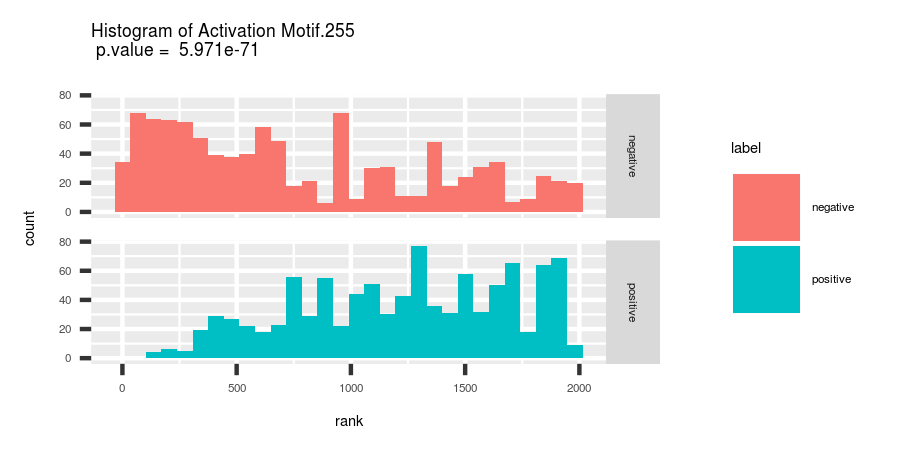 Histogram of Activation Motif.255
p.value = 5.971e-71
80
60
40
20
0
negative
80
60
40
20
0
positive
count
0 500 1000 1500 2000
rank
label
negative
positive